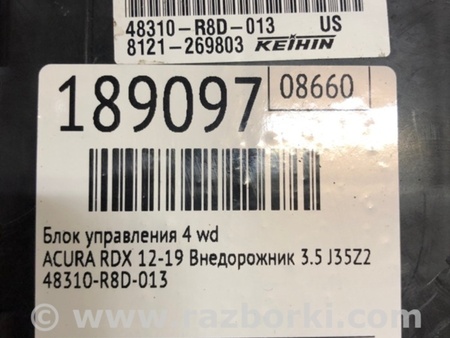 48310-R8D-013 US
8121-269803 KEIHIN
189097 08660
Блок управления 4 wd
ACURA RDX 12-19 Внедорожник 3.5 J35Z2
48310-R8D-013
© www.razborki.com